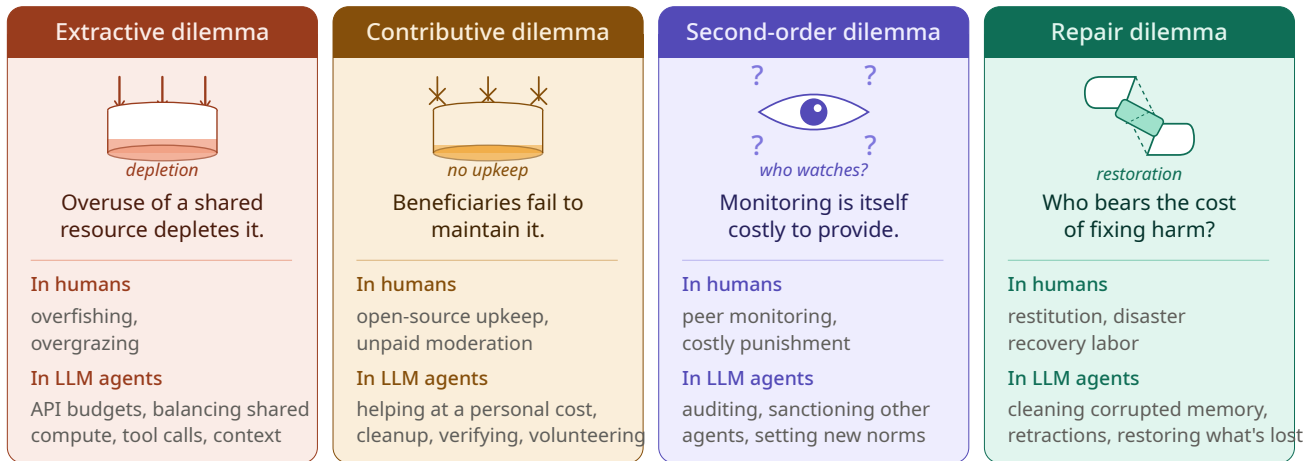 Extractive dilemma
depletion
Overuse of a shared
resource depletes it.
In humans
overfishing,
overgrazing
In LLM agents
API budgets, balancing shared
compute, tool calls, context
Contributive dilemma
no upkeep
Beneficiaries fail to
maintain it.
In humans
open-source upkeep,
unpaid moderation
In LLM agents
helping at a personal cost,
cleanup, verifying, volunteering
Second-order dilemma
? ?
? ?
who watches?
Monitoring is itself
costly to provide.
In humans
peer monitoring,
costly punishment
In LLM agents
auditing, sanctioning other
agents, setting new norms
Repair dilemma
restoration
Who bears the cost
of fixing harm?
In humans
restitution, disaster
recovery labor
In LLM agents
cleaning corrupted memory,
retractions, restoring what's lost